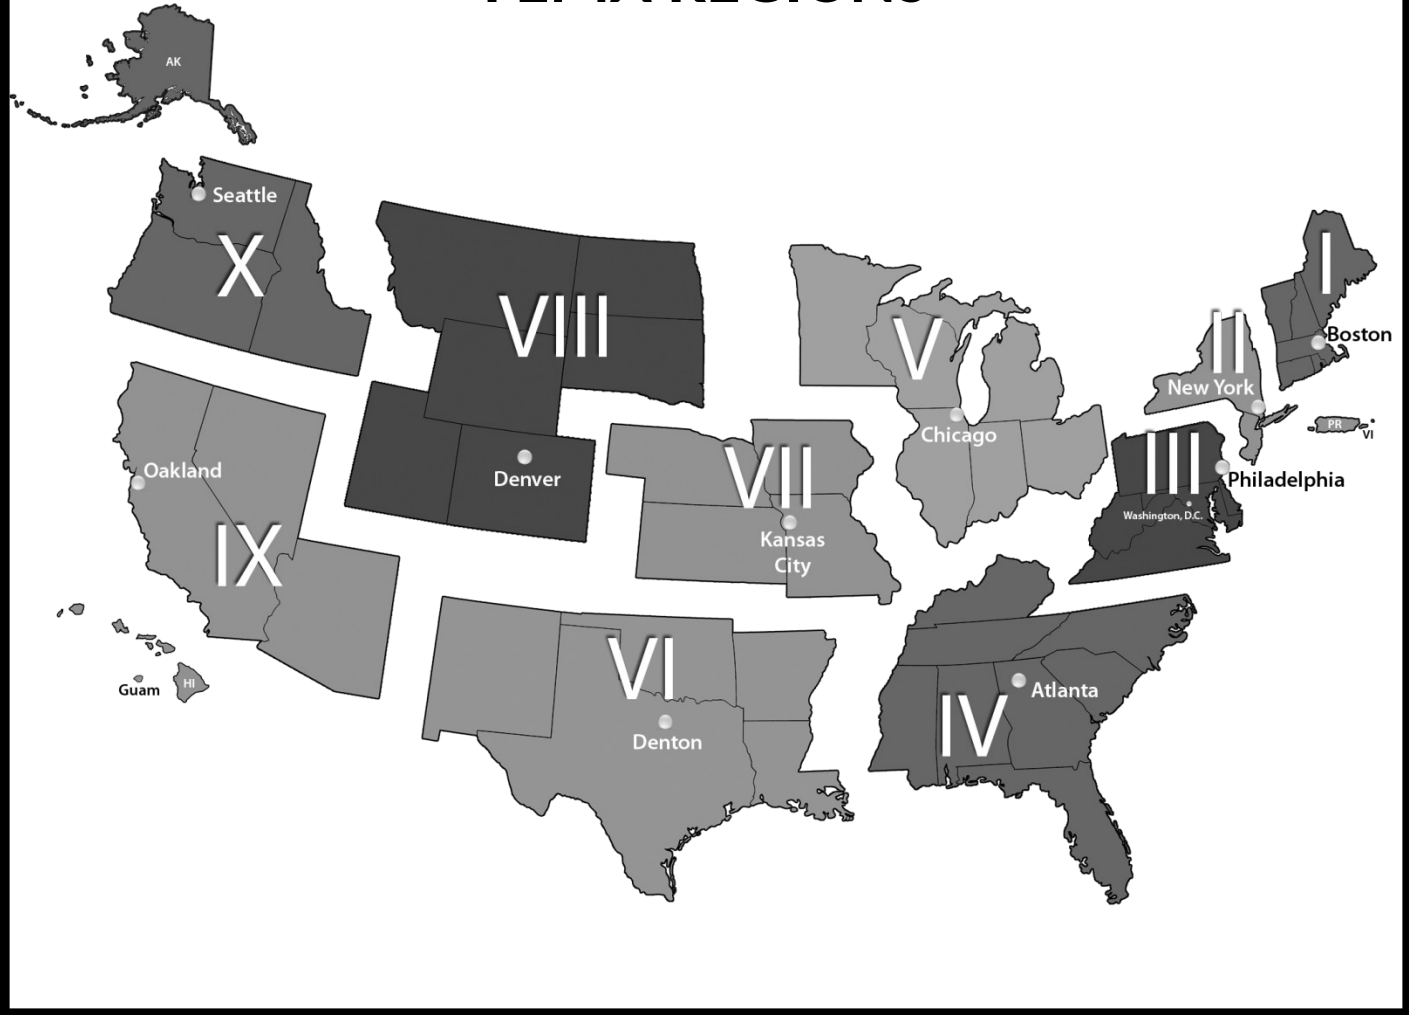 REGIONS
AK
Seattle
X
I
VIII
II
V
Boston
New York
PR
VI
Chicago
III
Oakland
VII
Denver
Philadelphia
Washington, D.C.
Kansas
City
IX
VI
HI
Guam
Atlanta
IV
Denton